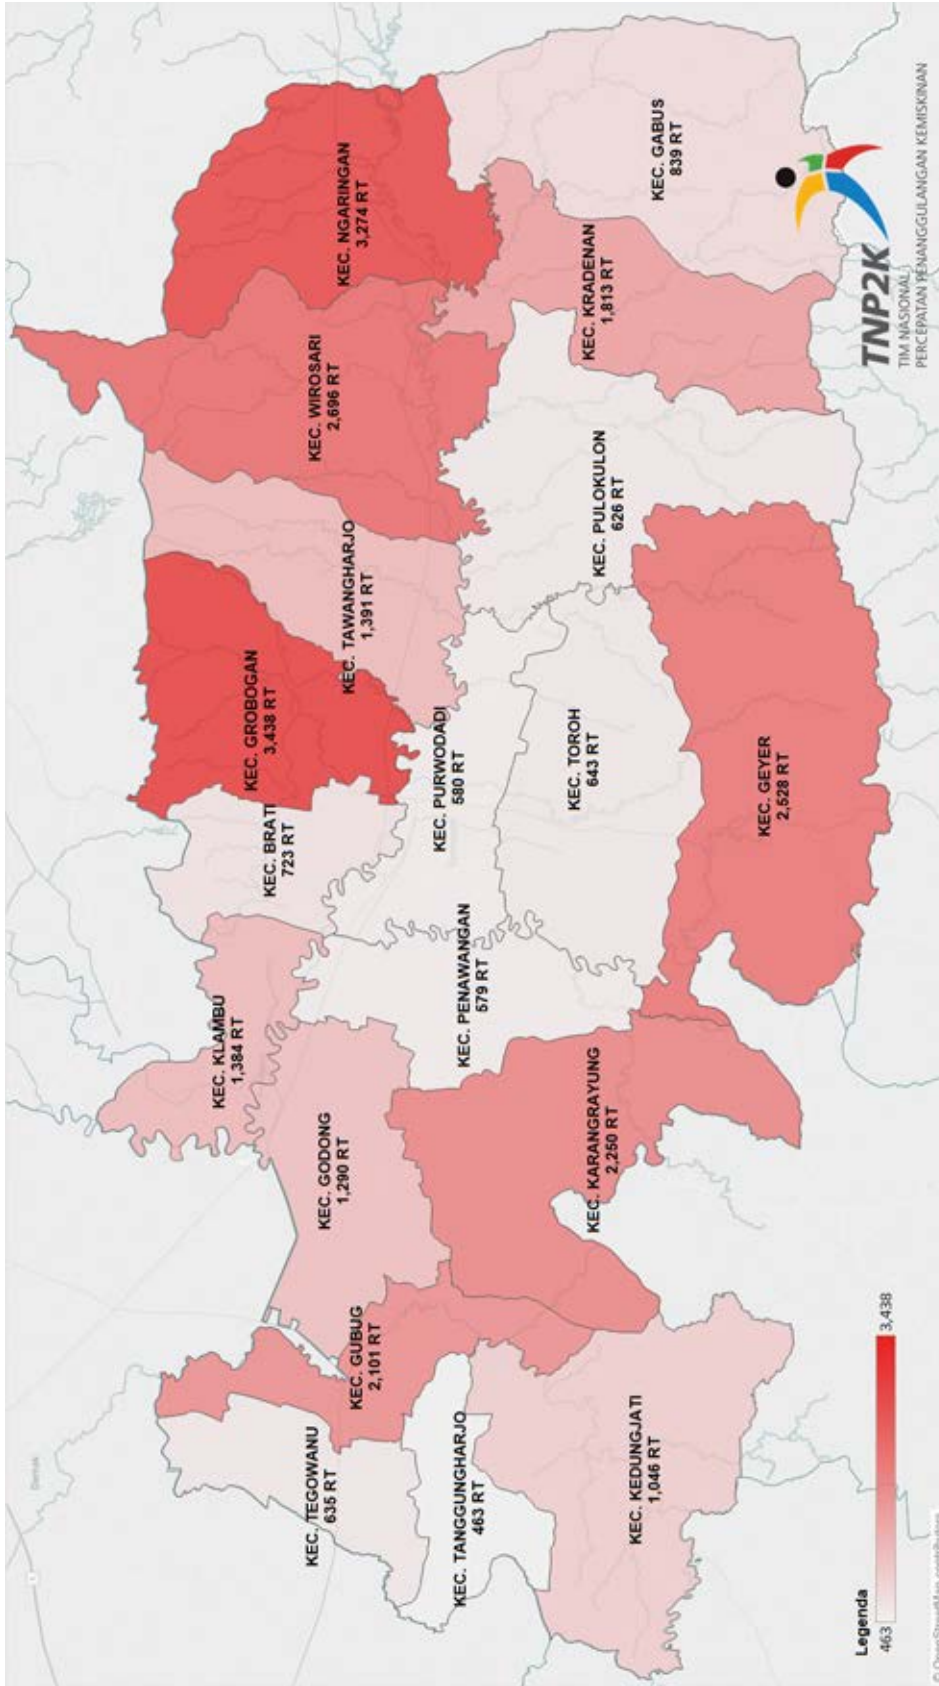 KEC. NGARINGAN
3,274 RT
KEC. WIROSARI
2,696 RT
KEC. TAWANGHARJO
1,391 RT
KEC. GROBOGAN
3,438 RT
KEC. BRATI
723 RT
KEC. KLAMBU
1,384 RT
KEC. GODONG
1,290 RT
KEC. GUBUG
2,101 RT
KEC. TEGOWANU
635 RT
KEC. TANGGUNGHARJO
463 RT
KEC. KEDUNGJATI
1,046 RT
KEC. KARANGRAYUNG
2,250 RT
KEC. PENAWANGAN
579 RT
KEC. PURWODADI
580 RT
KEC. TOROH
643 RT
KEC. GEYER
2,528 RT
KEC. PULOKULON
626 RT
KEC. KRADENAN
1,813 RT
KEC. GABUS
839 RT
Demak
Legenda
463 3,438
TNP2K
TIM NASIONAL
PERCEPATAN PENANGGULANGAN KEMISKINAN
© OpenStreetMap contributors